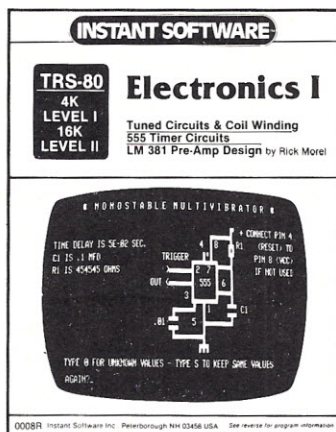 INSTANT SOFTWARE
TRS-80
4K
LEVEL I
16K
LEVEL II
Electronics I
Tuned Circuits & Coil Winding
555 Timer Circuits
LM 381 Pre-Amp Design by Rick Morel
MONOSTABLE MULTIVIBRATOR
TIME DELAY IS 5E-02 SEC.
C1 IS .1 MFD
R1 IS 454545 OHMS
TRIGGER
OUT
4
8
2
7
555
6
3
5
1
.01
C1
R1
+ CONNECT PIN 4
(RESET) TO
PIN 8 (VCC)
IF NOT USED
TYPE 0 FOR UNKNOWN VALUES - TYPE S TO KEEP SAME VALUES
AGAIN?
0008R Instant Software Inc Peterborough NH 03458 USA See reverse for program information